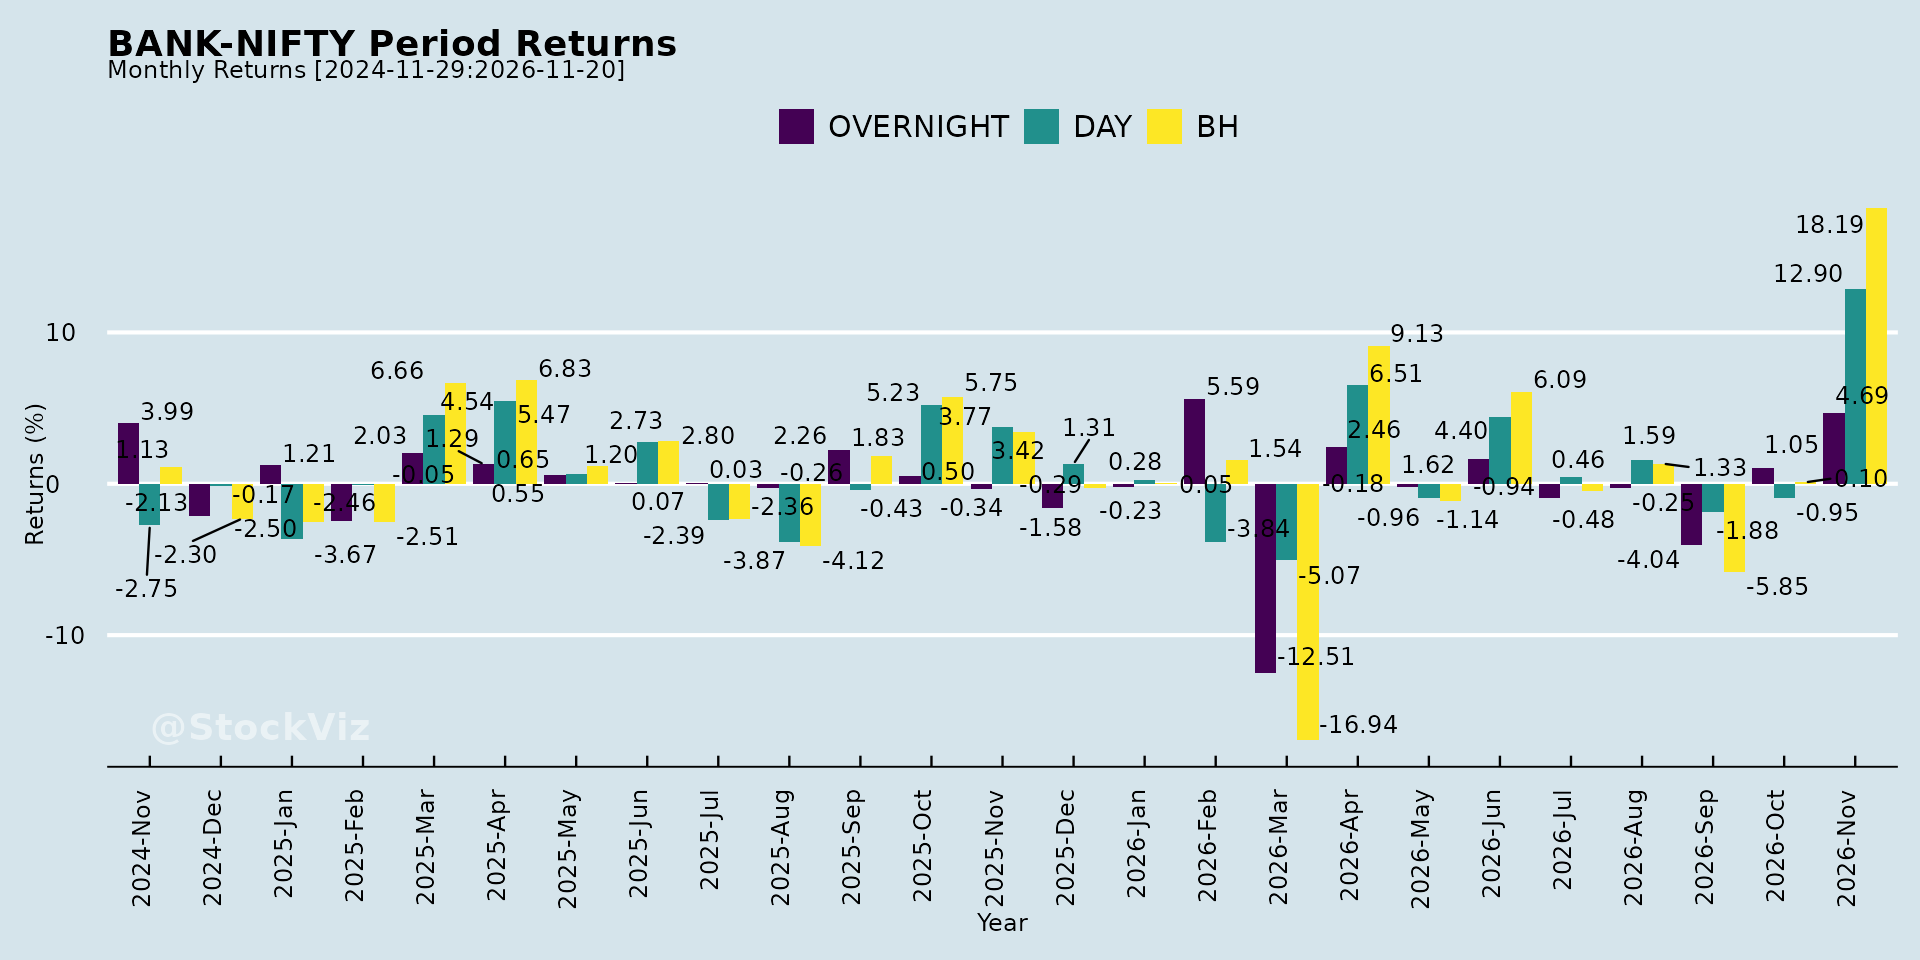 BANK-NIFTY Period Returns
Monthly Returns [2024-11-29:2026-11-20]
OVERNIGHT DAY BH
Returns (%)
10
0
-10
3.99
1.13
-2.13
-2.75
-2.30
-0.17
-2.50
1.21
-3.67
-2.46
2.03
-0.05
-2.51
6.66
4.54
1.29
5.47
6.83
0.65
0.55
1.20
2.73
0.07
2.80
0.03
-2.39
-2.36
2.26
-0.26
-3.87
-4.12
1.83
-0.43
5.23
0.50
5.75
3.77
-0.34
3.42
-0.29
-1.58
1.31
0.28
-0.23
0.05
5.59
-3.84
1.54
-12.51
-5.07
-16.94
2.46
6.51
9.13
-0.18
-0.96
-1.14
1.62
4.40
6.09
-0.94
0.46
-0.48
-0.25
1.59
1.33
-4.04
-1.88
-5.85
1.05
-0.95
0.10
4.69
12.90
18.19
@StockViz
2024-Nov
2024-Dec
2025-Jan
2025-Feb
2025-Mar
2025-Apr
2025-May
2025-Jun
2025-Jul
2025-Aug
2025-Sep
2025-Oct
2025-Nov
2025-Dec
2026-Jan
2026-Feb
2026-Mar
2026-Apr
2026-May
2026-Jun
2026-Jul
2026-Aug
2026-Sep
2026-Oct
2026-Nov
Year